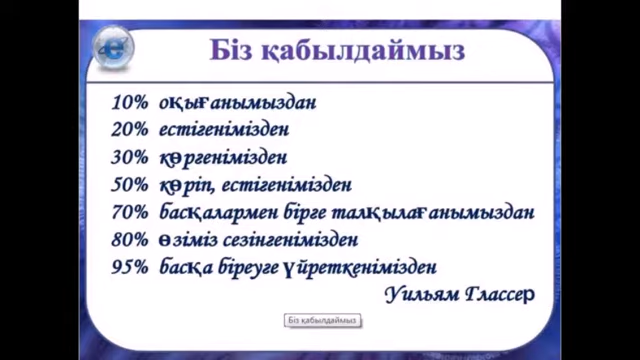 Біз қабылдаймыз
10% оқығанымыздан
20% естігенімізден
30% көргенімізден
50% көріп, естігенімізден
70% басқалармен бірге талқылағанымыздан
80% өзіміз сезінгенімізден
95% басқа біреуге үйреткенімізден
Уильям Глассер
Біз қабылдаймыз